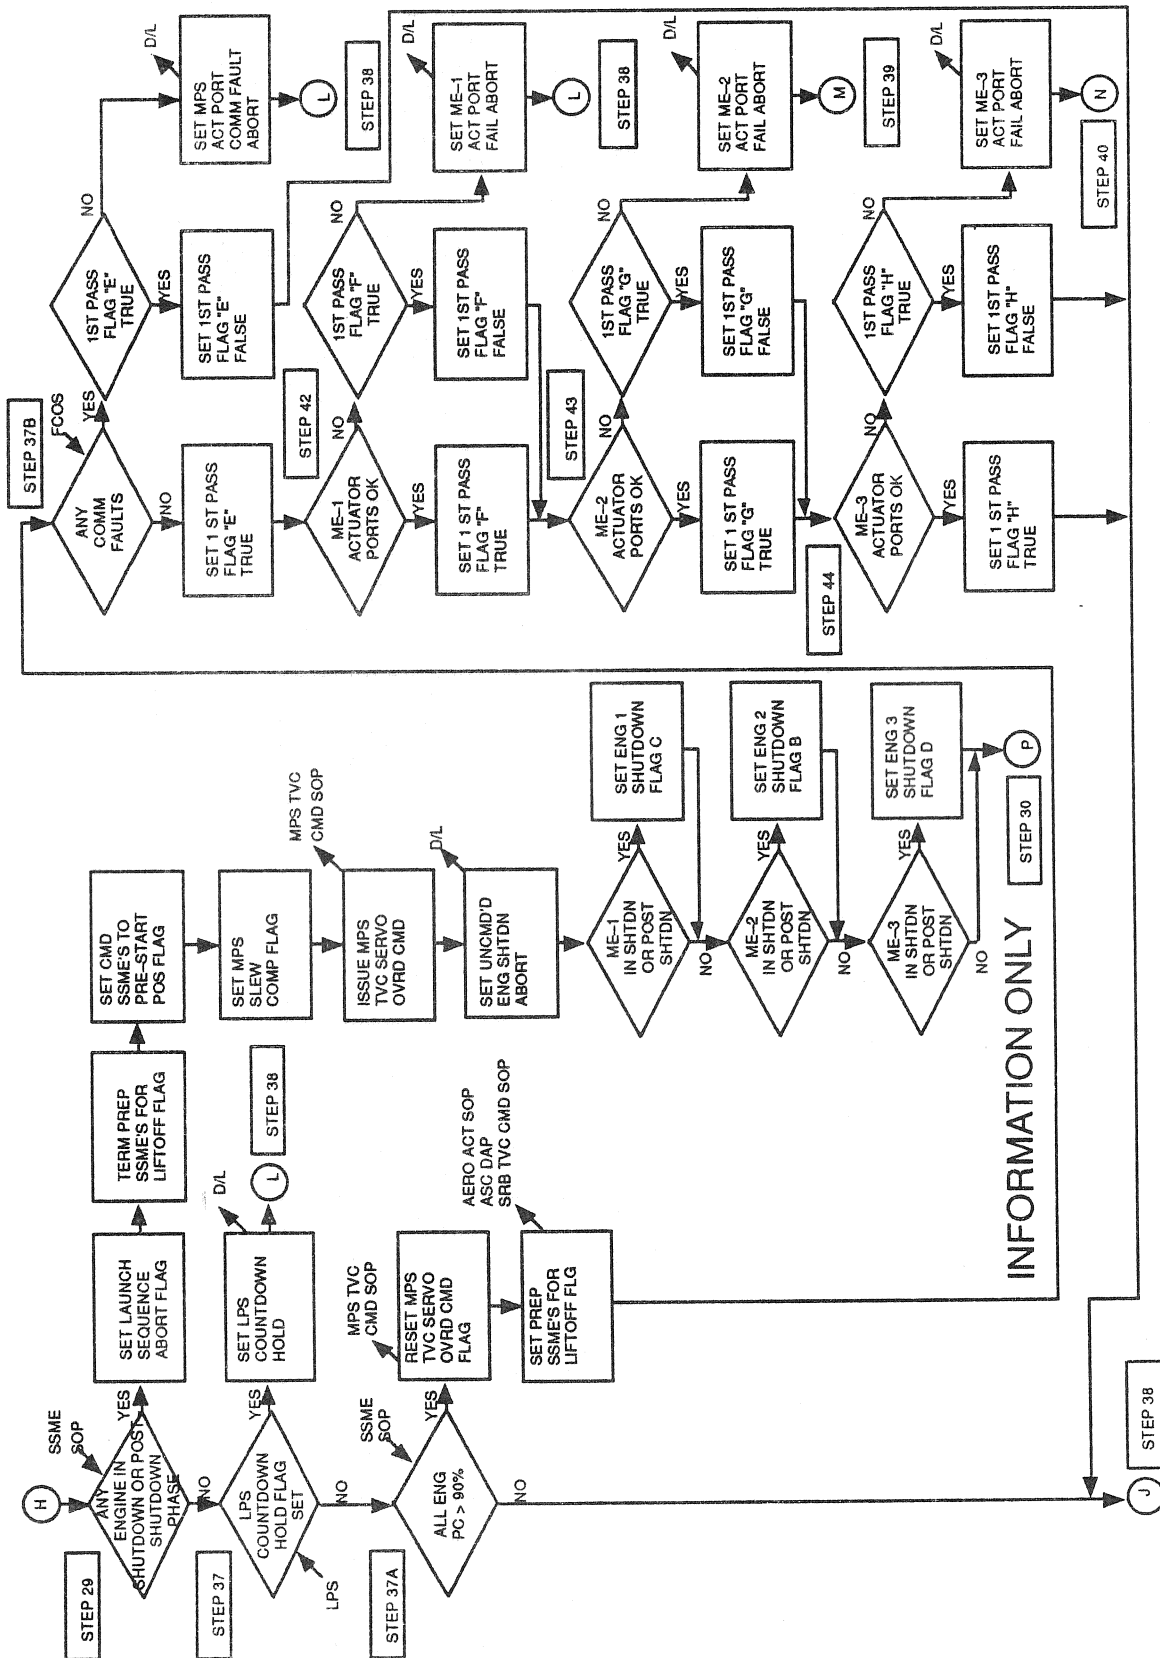 H
STEP 29
SSME
SOP
ANY
ENGINE IN
SHUTDOWN OR POST
SHUTDOWN
PHASE
YES
NO
SET LAUNCH
SEQUENCE
ABORT FLAG
TERM PREP
SSME'S FOR
LIFTOFF FLAG
SET CMD
SSME'S TO
PRE-START
POS FLAG
SET MPS
SLEW
COMP FLAG
ISSUE MPS
TVC SERVO
OVRD CMD
MPS TVC
CMD SOP
SET UNCMD'D
ENG SHTDN
ABORT
D/L
ME-1
IN SHTDN
OR POST
SHTDN
YES
NO
SET ENG 1
SHUTDOWN
FLAG C
ME-2
IN SHTDN
OR POST
SHTDN
YES
NO
SET ENG 2
SHUTDOWN
FLAG B
ME-3
IN SHTDN
OR POST
SHTDN
YES
NO
SET ENG 3
SHUTDOWN
FLAG D
P
STEP 30
STEP 37
LPS
COUNTDOWN
HOLD FLAG
SET
LPS
YES
NO
SET LPS
COUNTDOWN
HOLD
D/L
L
STEP 38
STEP 37A
SSME
SOP
ALL ENG
PC > 90%
YES
NO
RESET MPS
TVC SERVO
OVRD CMD
FLAG
MPS TVC
CMD SOP
SET PREP
SSME'S FOR
LIFTOFF FLG
AERO ACT SOP
ASC DAP
SRB TVC CMD SOP
INFORMATION ONLY
J
STEP 38
STEP 37B
FCOS
ANY
COMM
FAULTS
YES
NO
1ST PASS
FLAG "E"
TRUE
NO
YES
SET MPS
ACT PORT
COMM FAULT
ABORT
D/L
L
STEP 38
SET 1 ST PASS
FLAG "E"
TRUE
SET 1ST PASS
FLAG "E"
FALSE
STEP 42
ME-1
ACTUATOR
PORTS OK
NO
YES
1ST PASS
FLAG "F"
TRUE
NO
YES
SET ME-1
ACT PORT
FAIL ABORT
D/L
L
STEP 38
SET 1 ST PASS
FLAG "F"
TRUE
SET 1ST PASS
FLAG "F"
FALSE
STEP 43
ME-2
ACTUATOR
PORTS OK
NO
YES
1ST PASS
FLAG "G"
TRUE
NO
YES
SET ME-2
ACT PORT
FAIL ABORT
D/L
M
STEP 39
SET 1 ST PASS
FLAG "G"
TRUE
SET 1ST PASS
FLAG "G"
FALSE
STEP 44
ME-3
ACTUATOR
PORTS OK
NO
YES
1ST PASS
FLAG "H"
TRUE
NO
YES
SET ME-3
ACT PORT
FAIL ABORT
D/L
N
STEP 40
SET 1 ST PASS
FLAG "H"
TRUE
SET 1ST PASS
FLAG "H"
FALSE